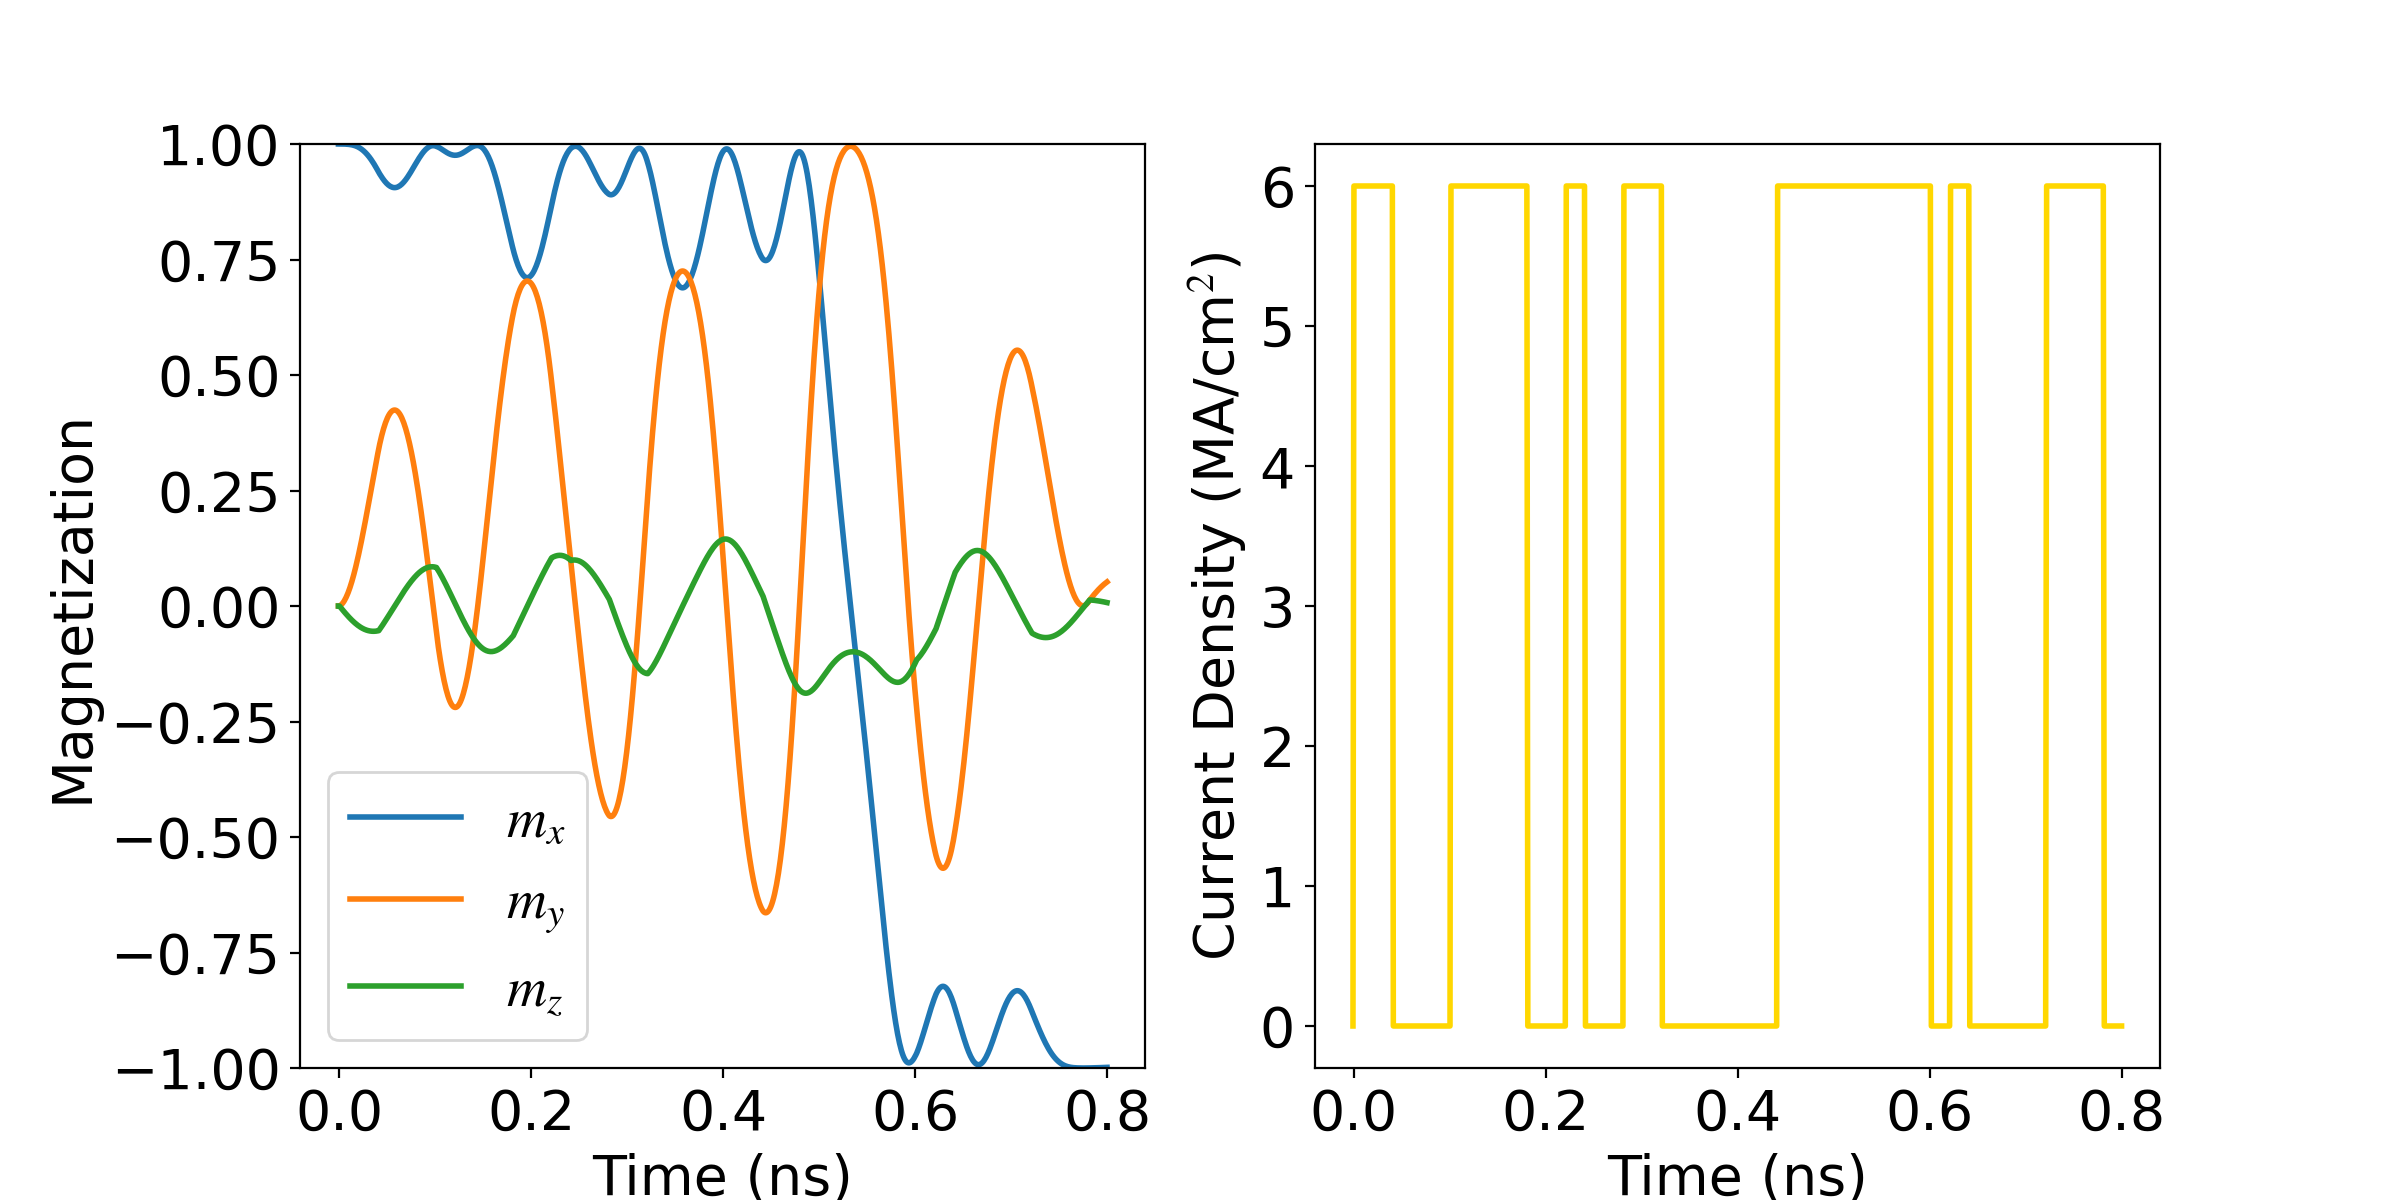 Magnetization
1.00
0.75
0.50
0.25
0.00
−0.25
−0.50
−0.75
−1.00
m_x
m_y
m_z
0.0 0.2 0.4 0.6 0.8
Time (ns)
Current Density (MA/cm²)
6
5
4
3
2
1
0
0.0 0.2 0.4 0.6 0.8
Time (ns)